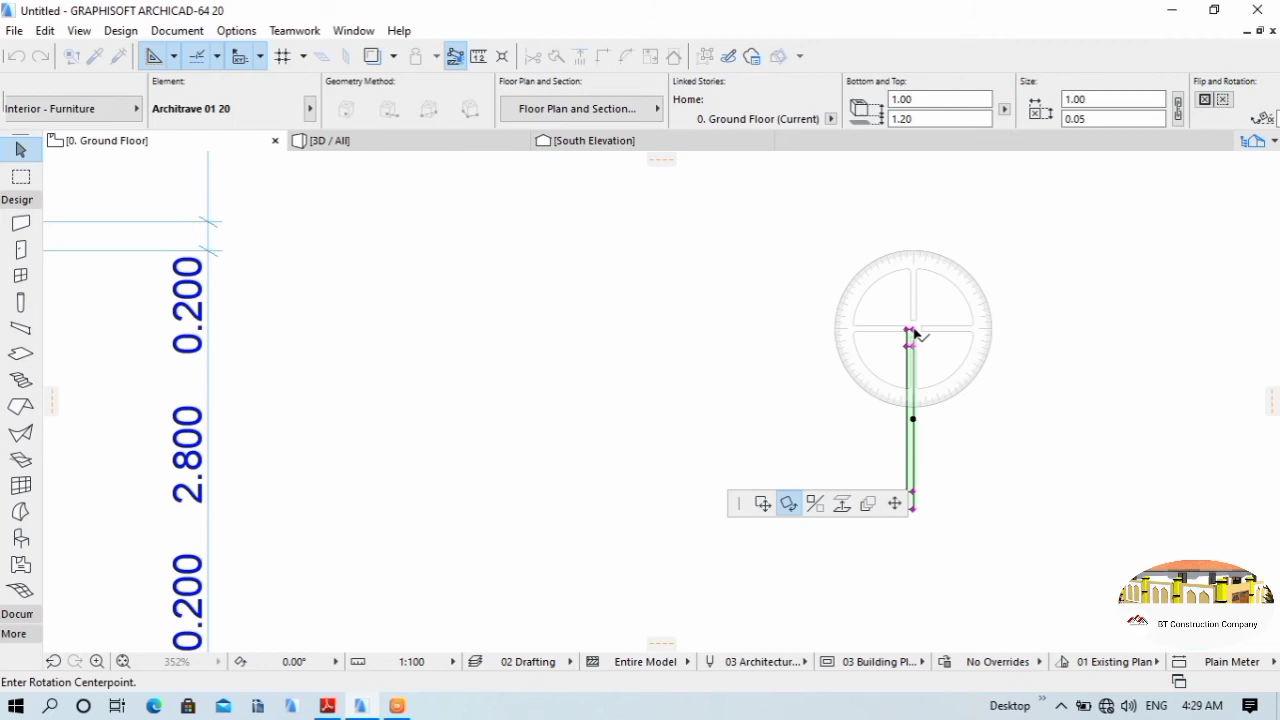 Untitled - GRAPHISOFT ARCHICAD-64 20
File Edit View Design Document Options Teamwork Window Help
Element: Geometry Method: Floor Plan and Section: Linked Stories: Bottom and Top: Size: Flip and Rotation:
Interior - Furniture Architrave 01 20 Floor Plan and Section... Home: 1.00 1.00
0. Ground Floor (Current) 1.20 0.05
[0. Ground Floor] [3D / All] [South Elevation]
Design
0.200
2.800
0.200
Docum
More
BT Construction Company
352% 0.00° 1:100 02 Drafting Entire Model 03 Architectur... 03 Building Pl... No Overrides 01 Existing Plan Plain Meter
Enter Rotation Centerpoint.
Desktop ENG 4:29 AM